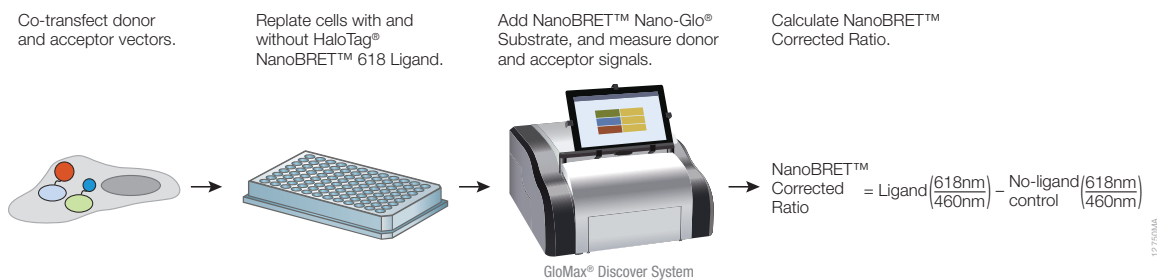 Co-transfect donor
and acceptor vectors.
Replate cells with and
without HaloTag®
NanoBRET™ 618 Ligand.
Add NanoBRET™ Nano-Glo®
Substrate, and measure donor
and acceptor signals.
Calculate NanoBRET™
Corrected Ratio.
NanoBRET™
Corrected
Ratio
= Ligand(618nm/460nm) – No-ligand control (618nm/460nm)
GloMax® Discover System